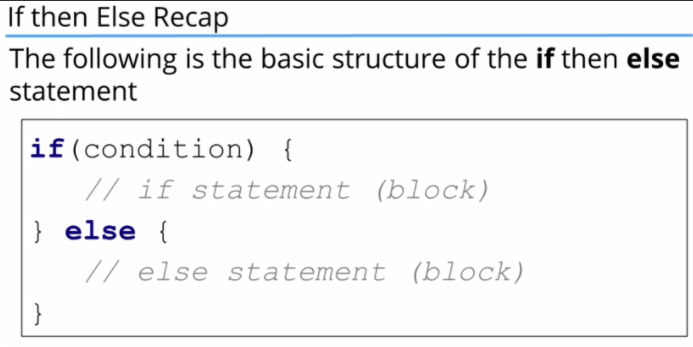 If then Else Recap
The following is the basic structure of the if then else
statement
if(condition) {
    // if statement (block)
} else {
    // else statement (block)
}